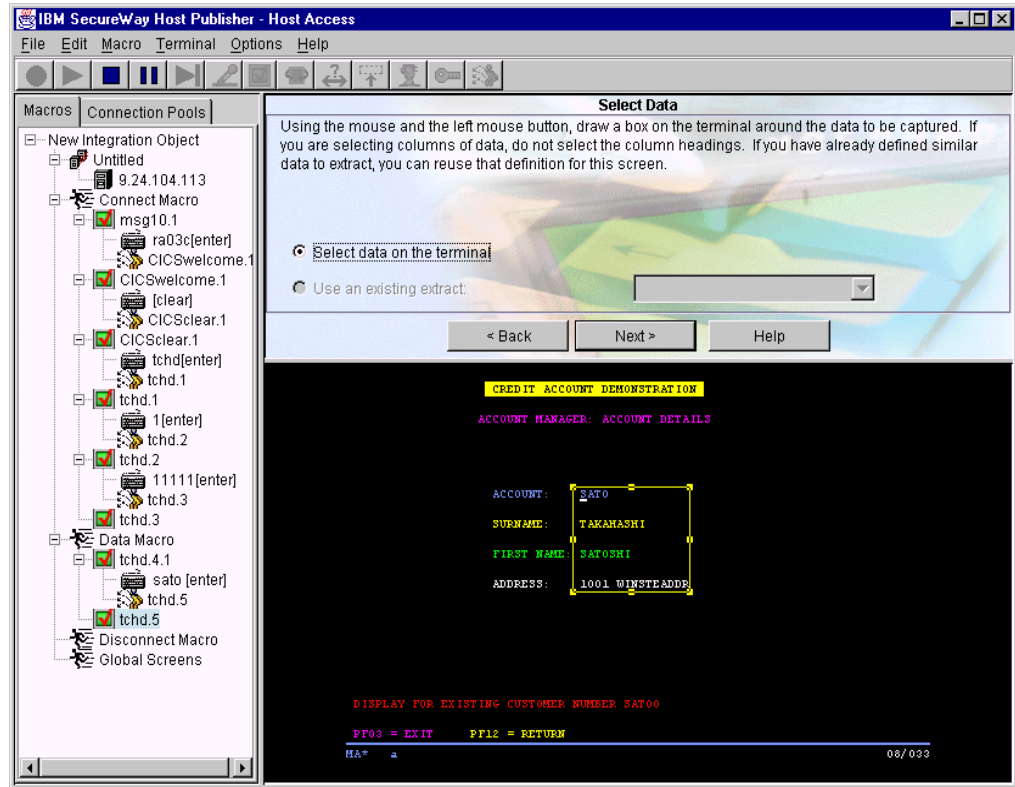 IBM SecureWay Host Publisher - Host Access
File Edit Macro Terminal Options Help
Macros Connection Pools
New Integration Object
Untitled
9.24.104.113
Connect Macro
msg10.1
ra03c[enter]
CICSwelcome.1
CICSwelcome.1
[clear]
CICSclear.1
CICSclear.1
tchd[enter]
tchd.1
tchd.1
1[enter]
tchd.2
tchd.2
11111[enter]
tchd.3
tchd.3
Data Macro
tchd.4.1
sato [enter]
tchd.5
tchd.5
Disconnect Macro
Global Screens
Select Data
Using the mouse and the left mouse button, draw a box on the terminal around the data to be captured. If
you are selecting columns of data, do not select the column headings. If you have already defined similar
data to extract, you can reuse that definition for this screen.
Select data on the terminal
Use an existing extract:
< Back Next > Help
CREDIT ACCOUNT DEMONSTRATION
ACCOUNT MANAGER: ACCOUNT DETAILS
ACCOUNT: SATO
SURNAME: TAKAHASHI
FIRST NAME: SATOSHI
ADDRESS: 1001 WINSTEADDR
DISPLAY FOR EXISTING CUSTOMER NUMBER SATOO
PF03 = EXIT PF12 = RETURN
MA* a 08/033